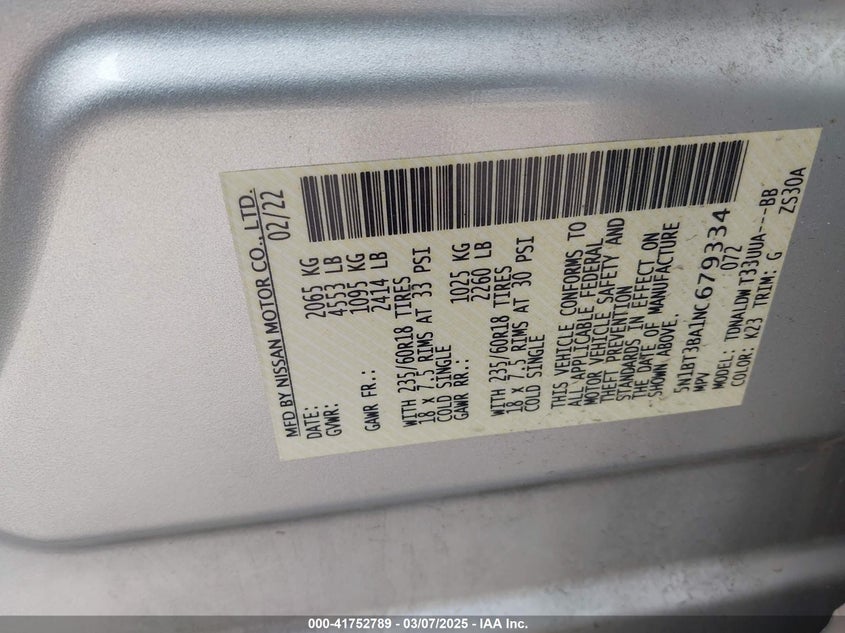 MFD BY NISSAN MOTOR CO., LTD.
DATE: 02/22
GVWR: 2065 KG
4553 LB
GAWR FR.: 1095 KG
2414 LB
WITH 235/60R18 TIRES
18 X 7.5 RIMS AT 33 PSI
COLD SINGLE
GAWR RR.: 1025 KG
2260 LB
WITH 235/60R18 TIRES
18 X 7.5 RIMS AT 30 PSI
COLD SINGLE
THIS VEHICLE CONFORMS TO
ALL APPLICABLE FEDERAL
MOTOR VEHICLE SAFETY AND
THEFT PREVENTION
STANDARDS IN EFFECT ON
THE DATE OF MANUFACTURE
SHOWN ABOVE.
5N1BT3BA1NC679334
MPV 072
MODEL: TDNALDWT33UUA---BB
COLOR: K23 TRIM: G ZS30A
000-41752789 - 03/07/2025 - IAA Inc.